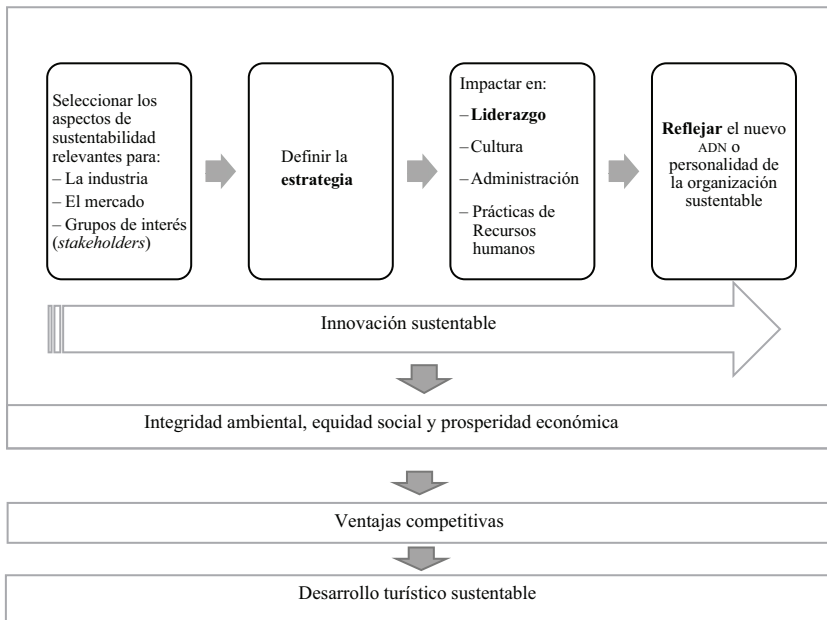 Seleccionar los
aspectos de
sustentabilidad
relevantes para:
– La industria
– El mercado
– Grupos de interés
(stakeholders)
Definir la
estrategia
Impactar en:
– Liderazgo
– Cultura
– Administración
– Prácticas de
Recursos
humanos
Reflejar el nuevo
ADN o
personalidad de
la organización
sustentable
Innovación sustentable
Integridad ambiental, equidad social y prosperidad económica
Ventajas competitivas
Desarrollo turístico sustentable